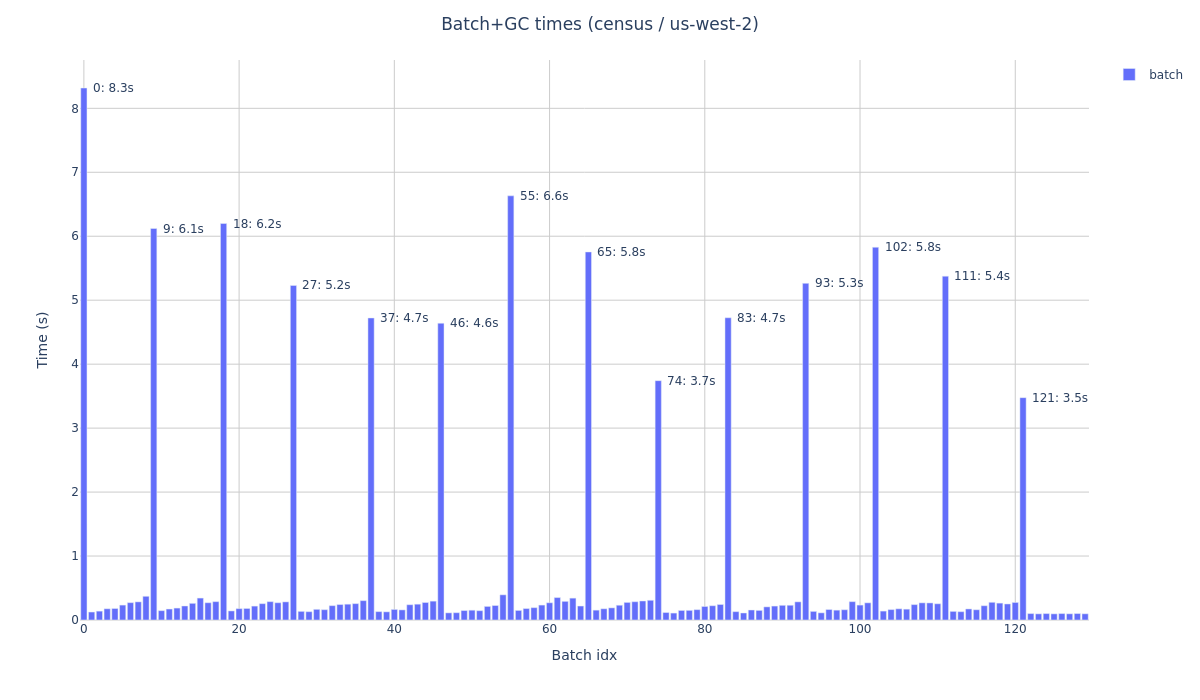 Batch+GC times (census / us-west-2)
batch
0: 8.3s
9: 6.1s
18: 6.2s
27: 5.2s
37: 4.7s
46: 4.6s
55: 6.6s
65: 5.8s
74: 3.7s
83: 4.7s
93: 5.3s
102: 5.8s
111: 5.4s
121: 3.5s
8
7
6
5
4
3
2
1
0
Time (s)
0 20 40 60 80 100 120
Batch idx